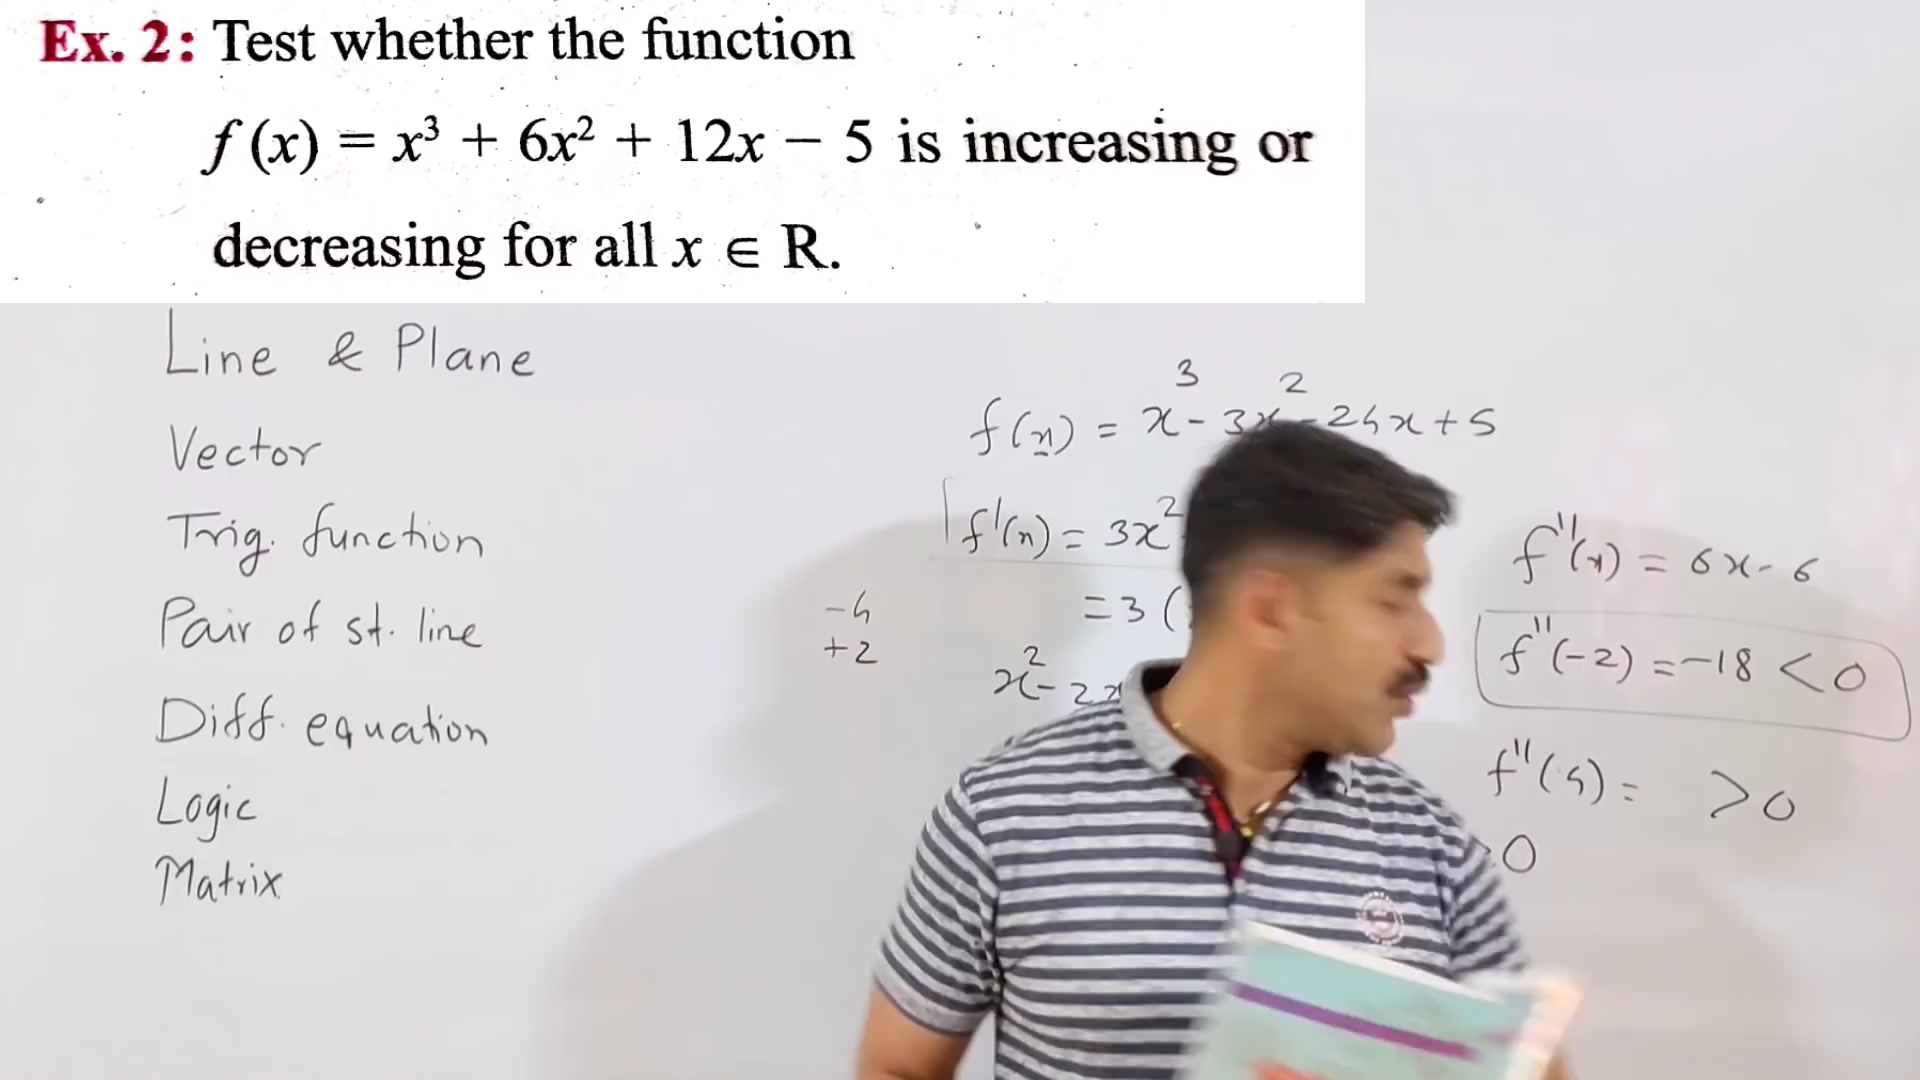 Ex. 2: Test whether the function
f (x) = x³ + 6x² + 12x − 5 is increasing or
decreasing for all x ∈ R.
Line & Plane
Vector
Trig. function
Pair of st. line
Diff. equation
Logic
Matrix
f(x) = x³ - 3x² - 24x + 5
f'(x) = 3x²
= 3 (
-4
+2
x² - 2x
f''(x) = 6x - 6
f''(-2) = -18 < 0
f''(4) = > 0
>0